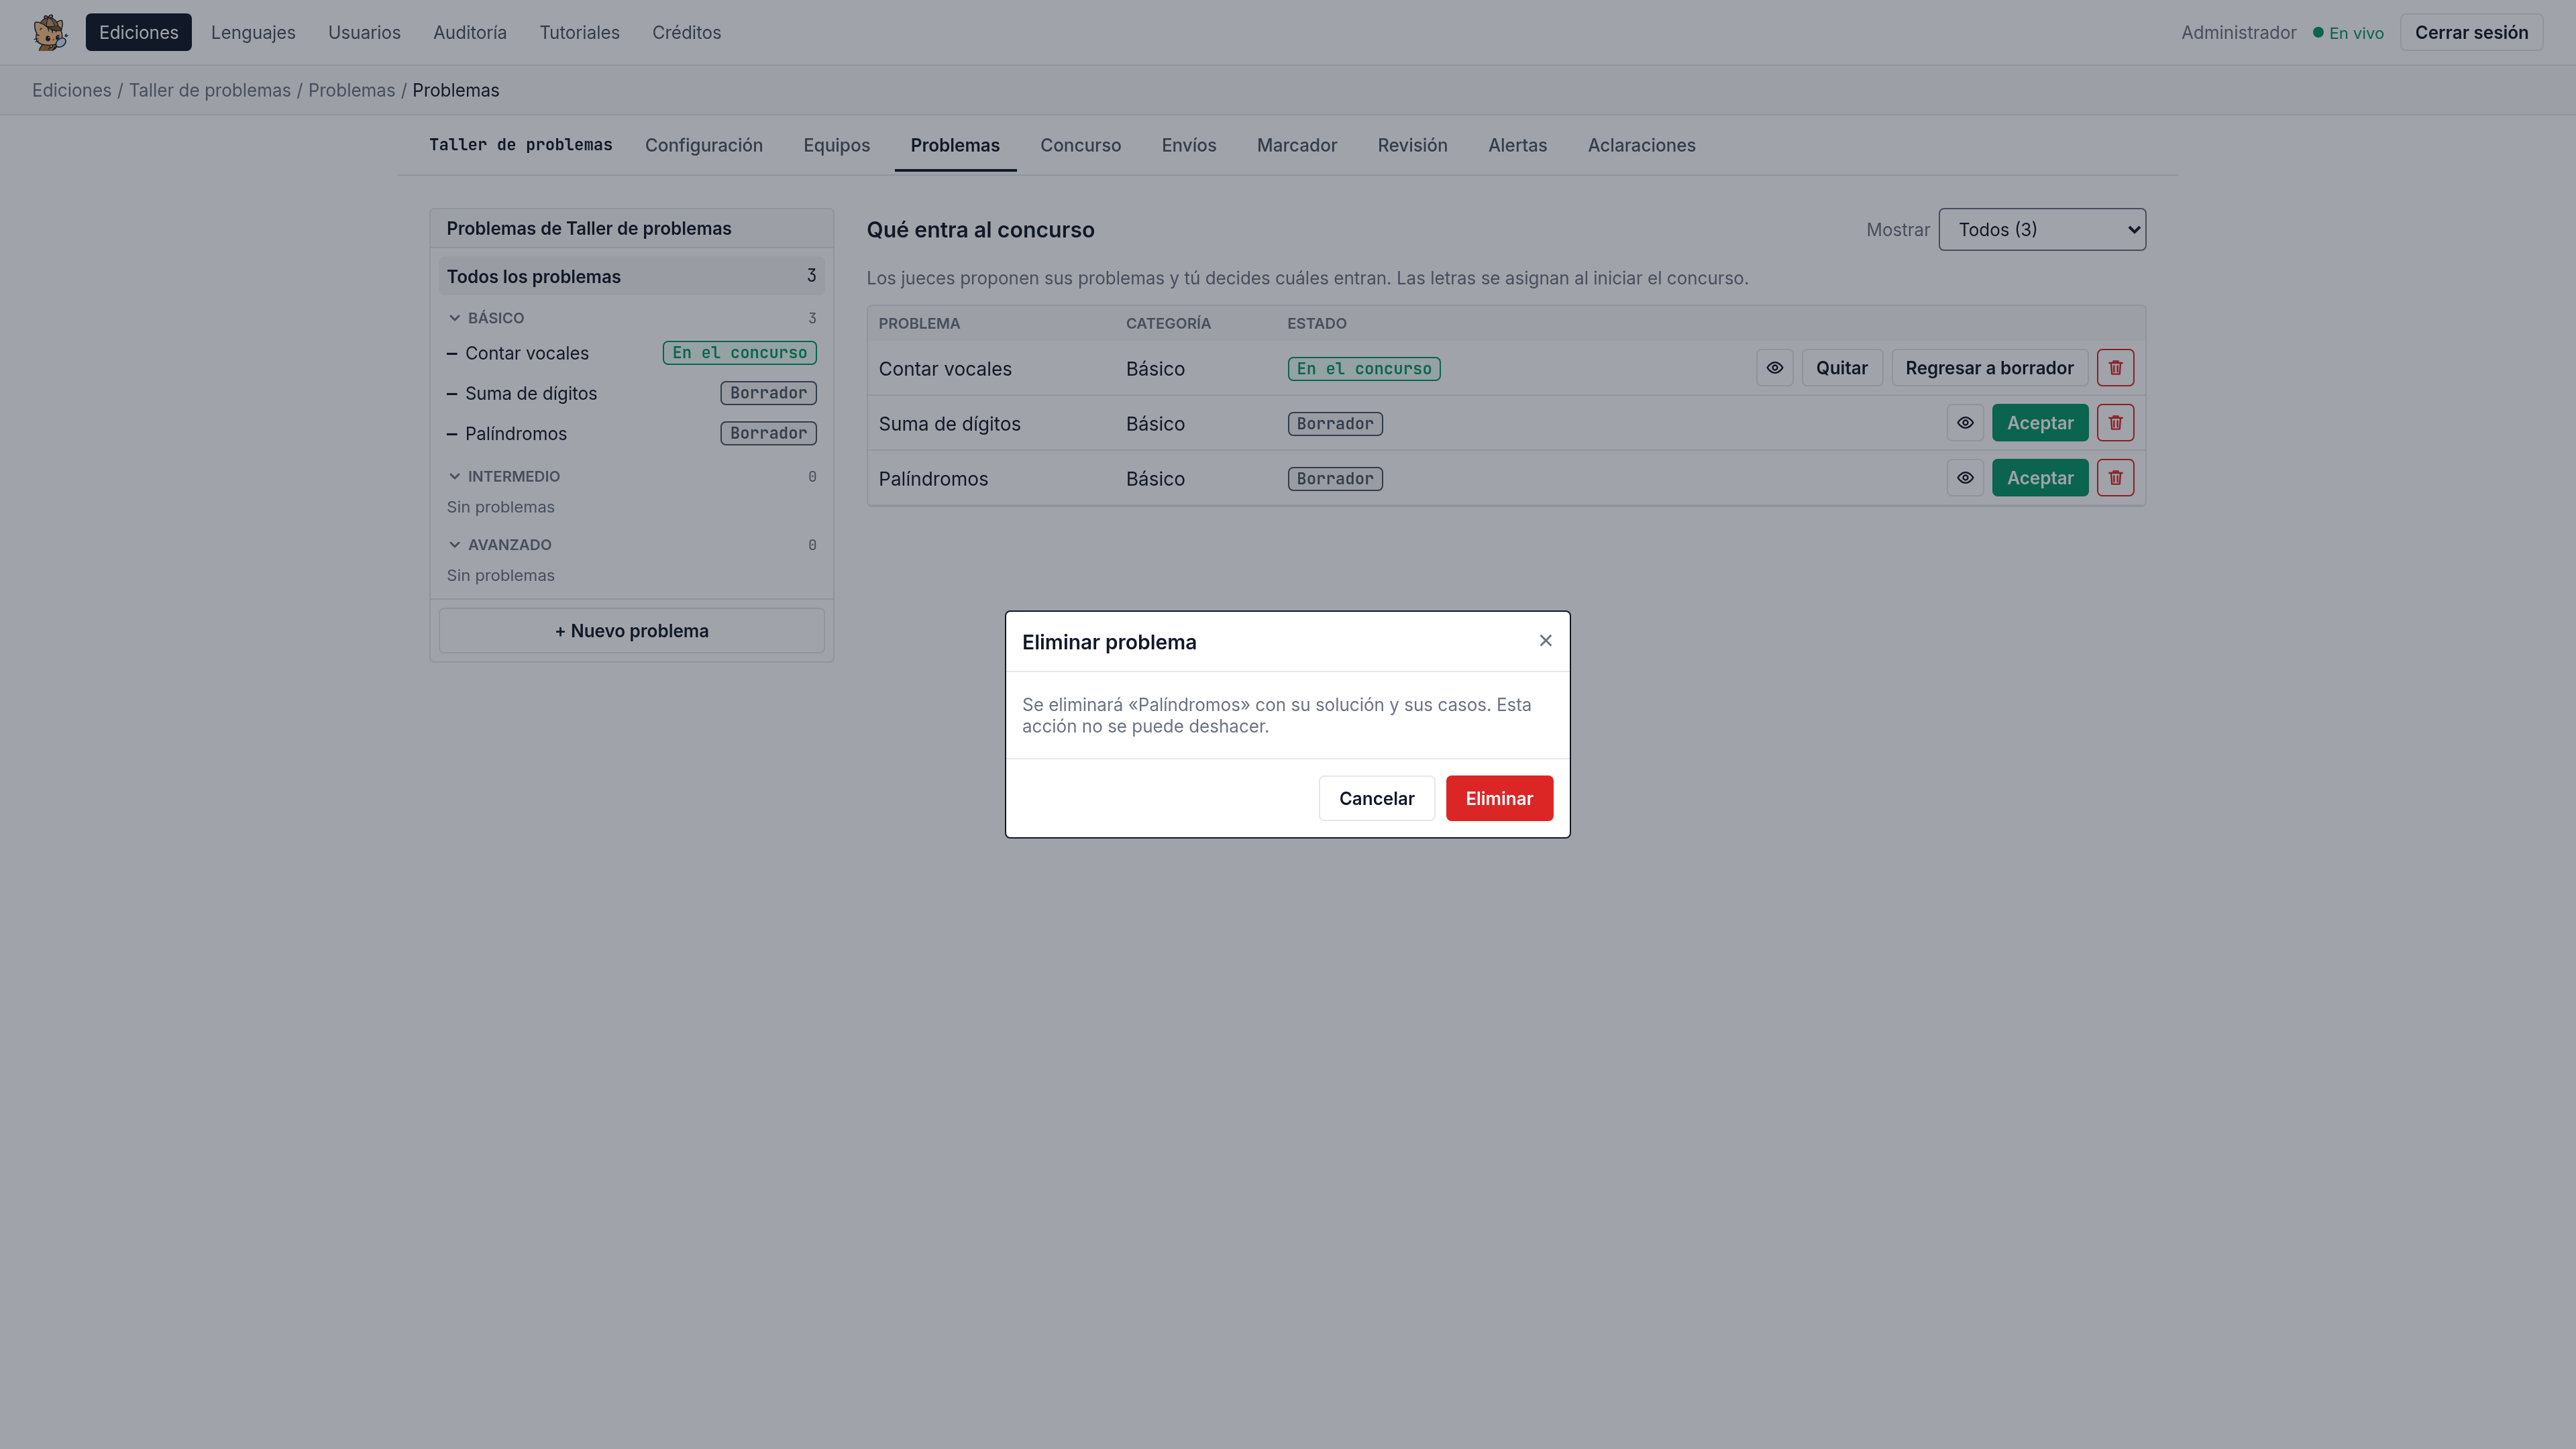 Ediciones Lenguajes Usuarios Auditoría Tutoriales Créditos Administrador En vivo Cerrar sesión
Ediciones / Taller de problemas / Problemas / Problemas
Taller de problemas Configuración Equipos Problemas Concurso Envíos Marcador Revisión Alertas Aclaraciones
Problemas de Taller de problemas
Todos los problemas 3
BÁSICO 3
Contar vocales En el concurso
Suma de dígitos Borrador
Palíndromos Borrador
INTERMEDIO 0
Sin problemas
AVANZADO 0
Sin problemas
+ Nuevo problema
Qué entra al concurso Mostrar Todos (3)
Los jueces proponen sus problemas y tú decides cuáles entran. Las letras se asignan al iniciar el concurso.
PROBLEMA CATEGORÍA ESTADO
Contar vocales Básico En el concurso Quitar Regresar a borrador
Suma de dígitos Básico Borrador Aceptar
Palíndromos Básico Borrador Aceptar
Eliminar problema
Se eliminará «Palíndromos» con su solución y sus casos. Esta
acción no se puede deshacer.
Cancelar Eliminar